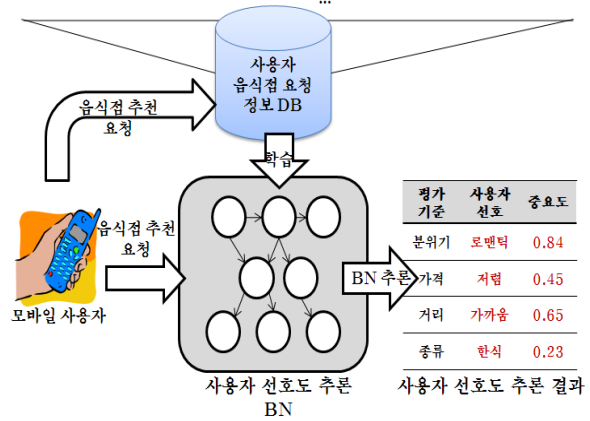 ...
사용자
음식점 요청
정보 DB
음식점 추천
요청
학습
음식점 추천
요청
모바일 사용자
BN 추론
사용자 선호도 추론
BN
평가 기준 사용자 선호 중요도
분위기 로맨틱 0.84
가격 저렴 0.45
거리 가까움 0.65
종류 한식 0.23
사용자 선호도 추론 결과